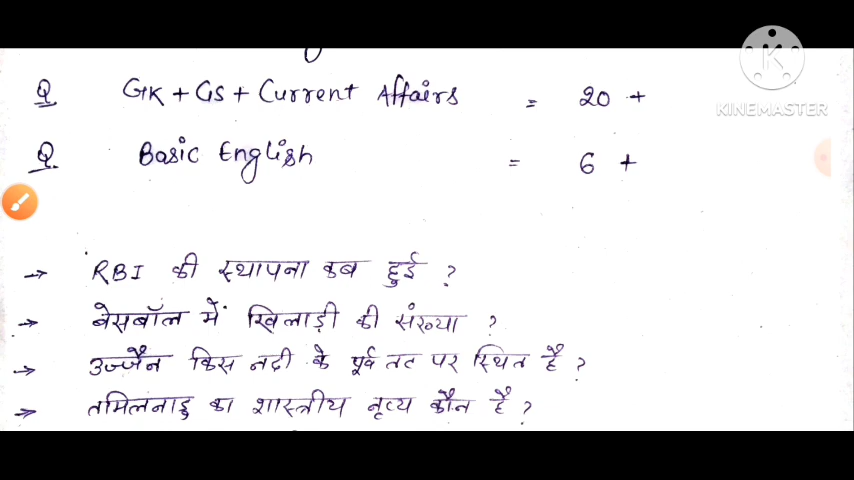 KINEMASTER
Q GK + GS + Current Affairs = 20 +
Q. Basic English = 6 +
→ RBI की स्थापना कब हुई ?
→ बेसबॉल में खिलाड़ी की संख्या ?
→ उज्जैन किस नदी के पूर्व तट पर स्थित है ?
→ तमिलनाडु का शास्त्रीय नृत्य कौन है ?